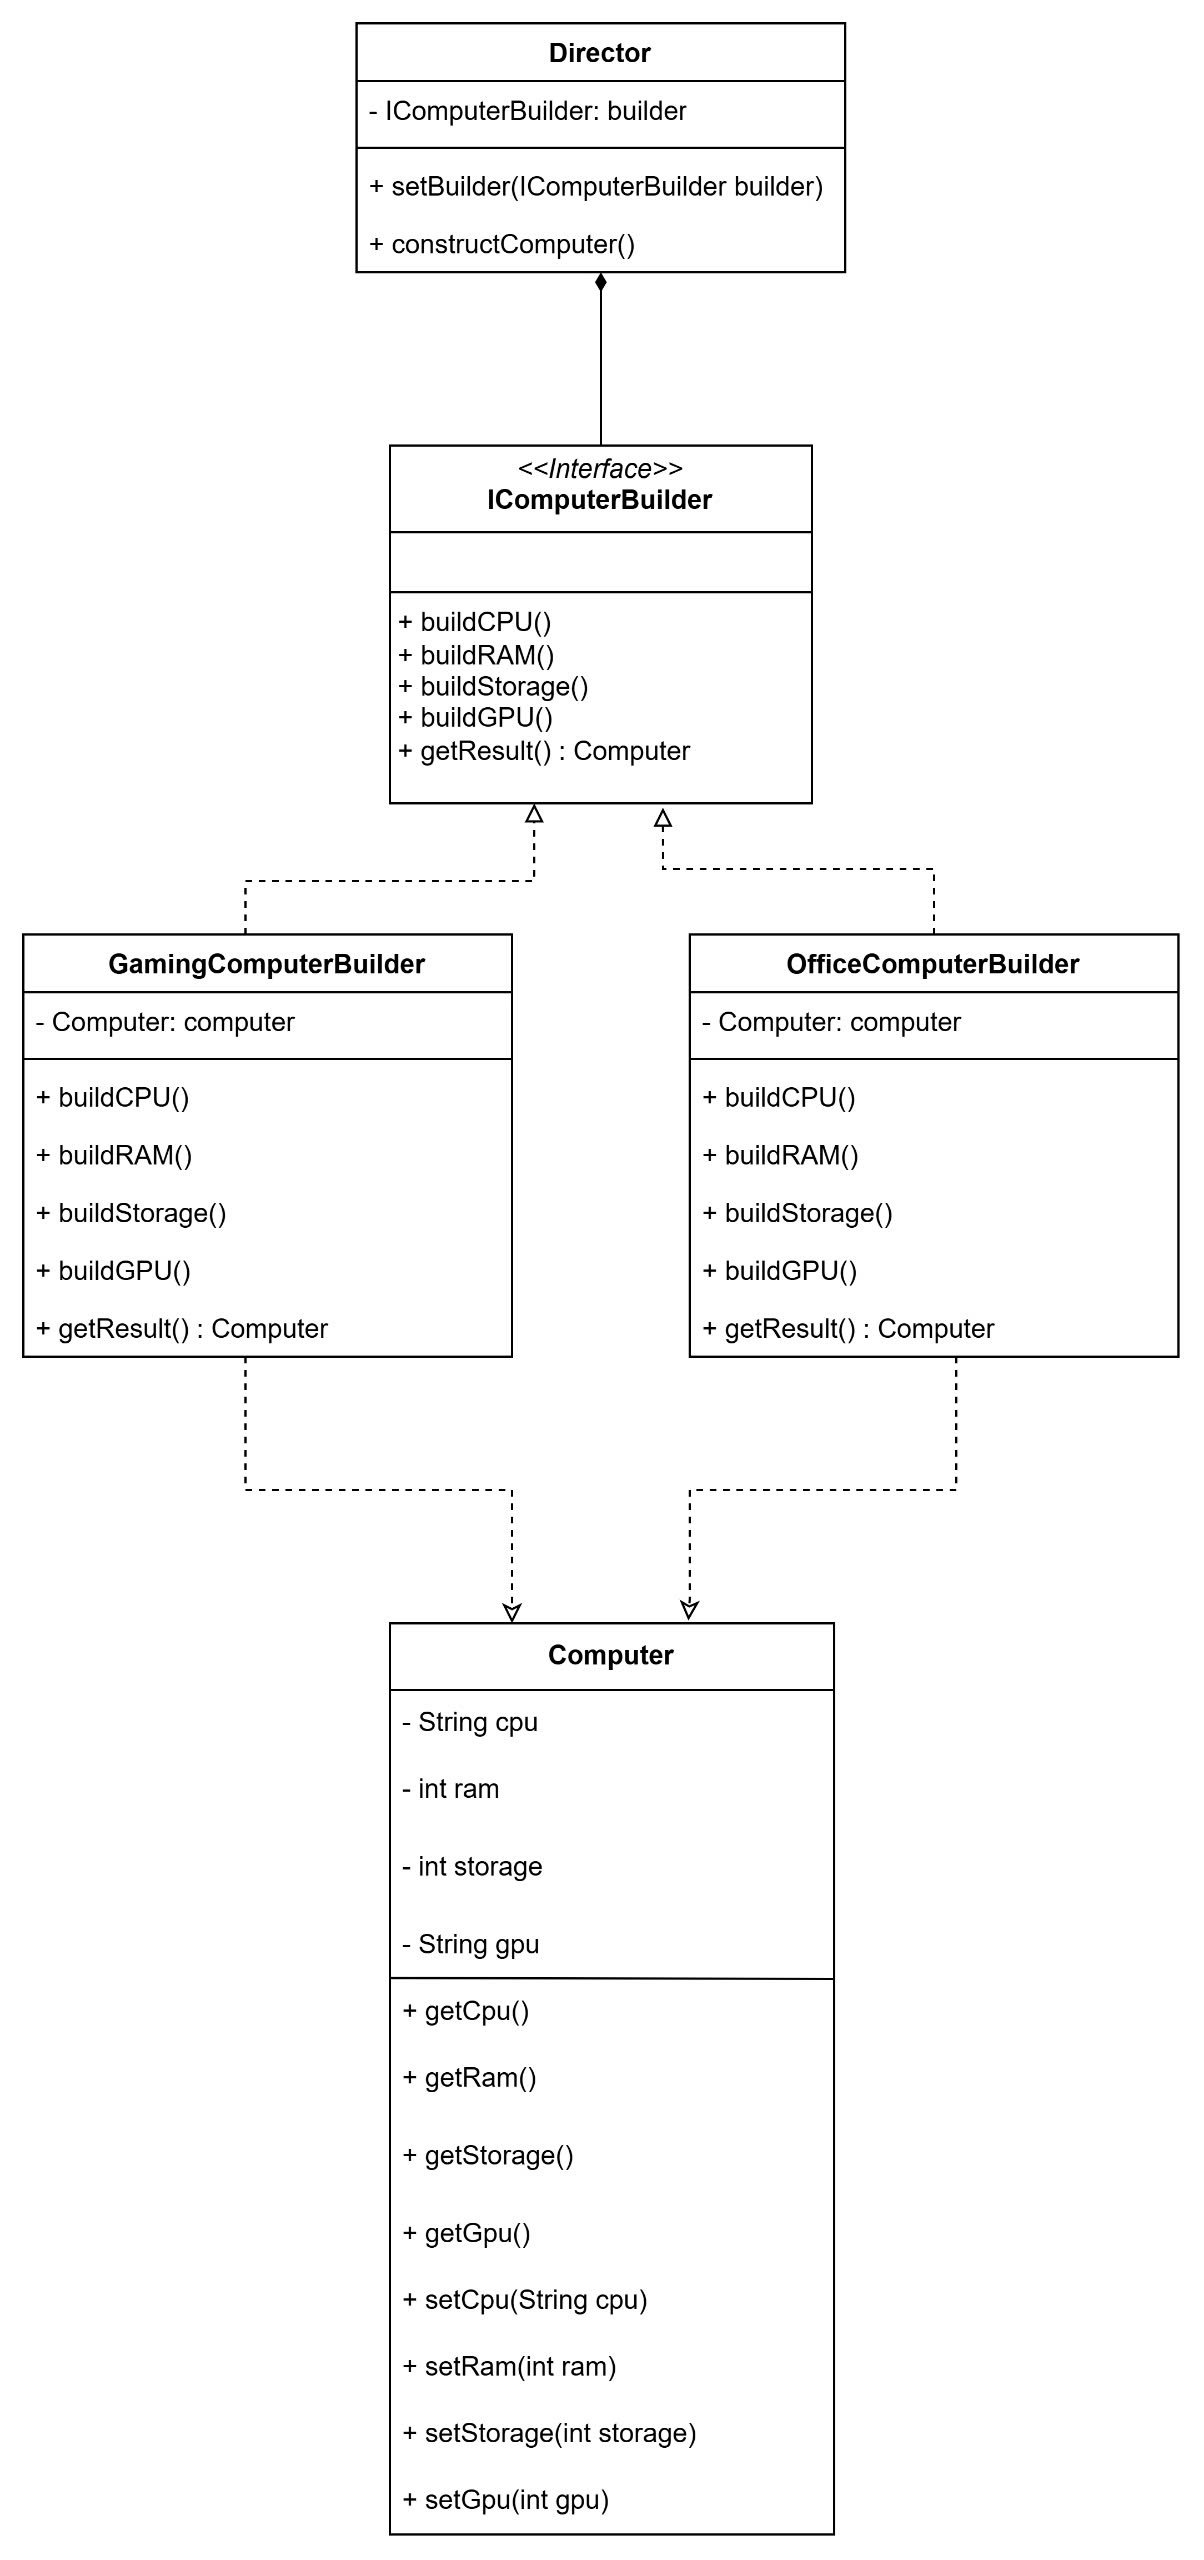 Director
- IComputerBuilder: builder
+ setBuilder(IComputerBuilder builder)
+ constructComputer()
<<Interface>>
IComputerBuilder
+ buildCPU()
+ buildRAM()
+ buildStorage()
+ buildGPU()
+ getResult() : Computer
GamingComputerBuilder
- Computer: computer
+ buildCPU()
+ buildRAM()
+ buildStorage()
+ buildGPU()
+ getResult() : Computer
OfficeComputerBuilder
- Computer: computer
+ buildCPU()
+ buildRAM()
+ buildStorage()
+ buildGPU()
+ getResult() : Computer
Computer
- String cpu
- int ram
- int storage
- String gpu
+ getCpu()
+ getRam()
+ getStorage()
+ getGpu()
+ setCpu(String cpu)
+ setRam(int ram)
+ setStorage(int storage)
+ setGpu(int gpu)